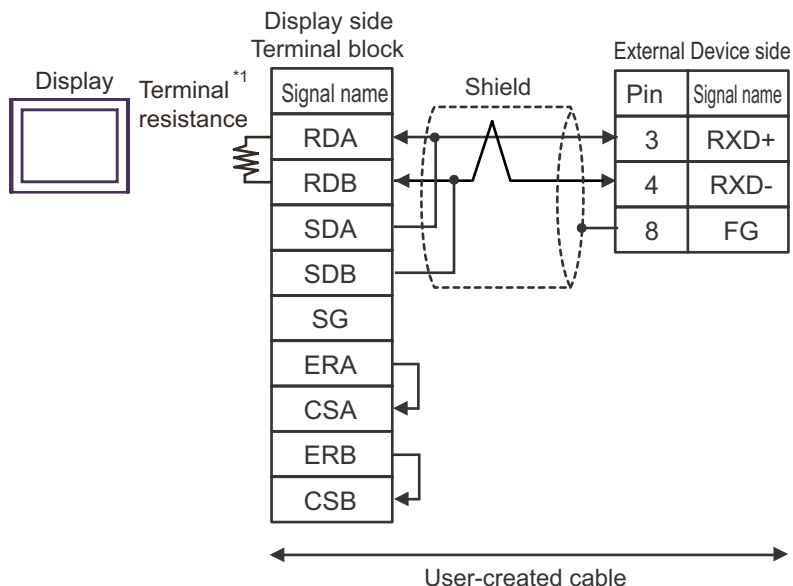 Display side
Terminal block
External Device side
Display
Terminal *1
resistance
Shield
Signal name
Pin
Signal name
RDA
3
RXD+
RDB
4
RXD-
SDA
8
FG
SDB
SG
ERA
CSA
ERB
CSB
User-created cable